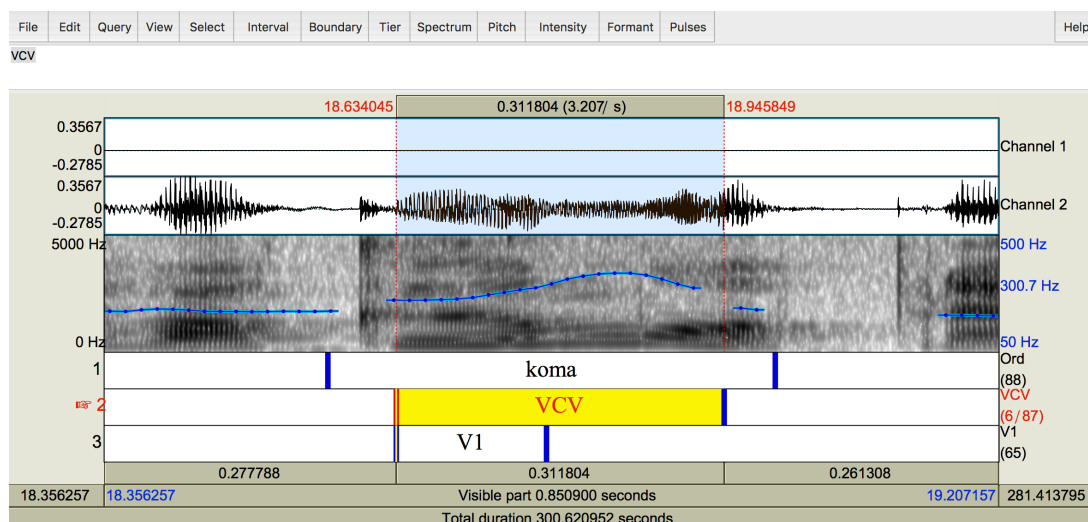 File Edit Query View Select Interval Boundary Tier Spectrum Pitch Intensity Formant Pulses Help
VCV
18.634045 0.311804 (3.207/ s) 18.945849
0.3567
0
-0.2785
Channel 1
0.3567
0
-0.2785
Channel 2
5000 Hz 500 Hz
300.7 Hz
0 Hz 50 Hz
1 koma Ord
(88)
2 VCV VCV
(6/87)
3 V1 V1
(65)
0.277788 0.311804 0.261308
18.356257 18.356257 Visible part 0.850900 seconds 19.207157 281.413795
Total duration 300.620952 seconds